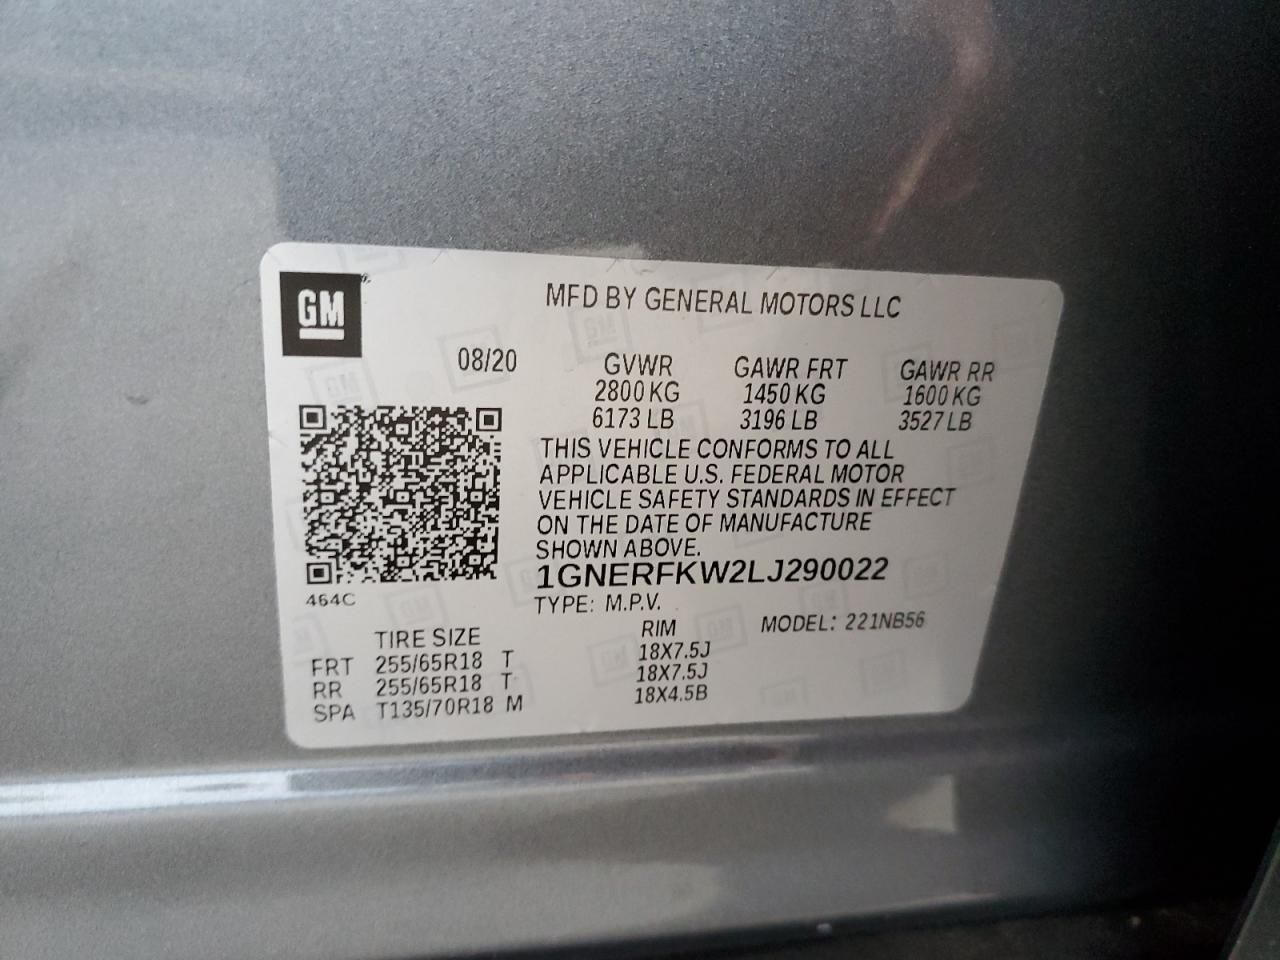 GM
MFD BY GENERAL MOTORS LLC
08/20
GVWR GAWR FRT GAWR RR
2800 KG 1450 KG 1600 KG
6173 LB 3196 LB 3527 LB
THIS VEHICLE CONFORMS TO ALL
APPLICABLE U.S. FEDERAL MOTOR
VEHICLE SAFETY STANDARDS IN EFFECT
ON THE DATE OF MANUFACTURE
SHOWN ABOVE.
1GNERFKW2LJ290022
464C
TYPE: M.P.V. MODEL: 221NB56
TIRE SIZE RIM
FRT 255/65R18 T 18X7.5J
RR 255/65R18 T 18X7.5J
SPA T135/70R18 M 18X4.5B